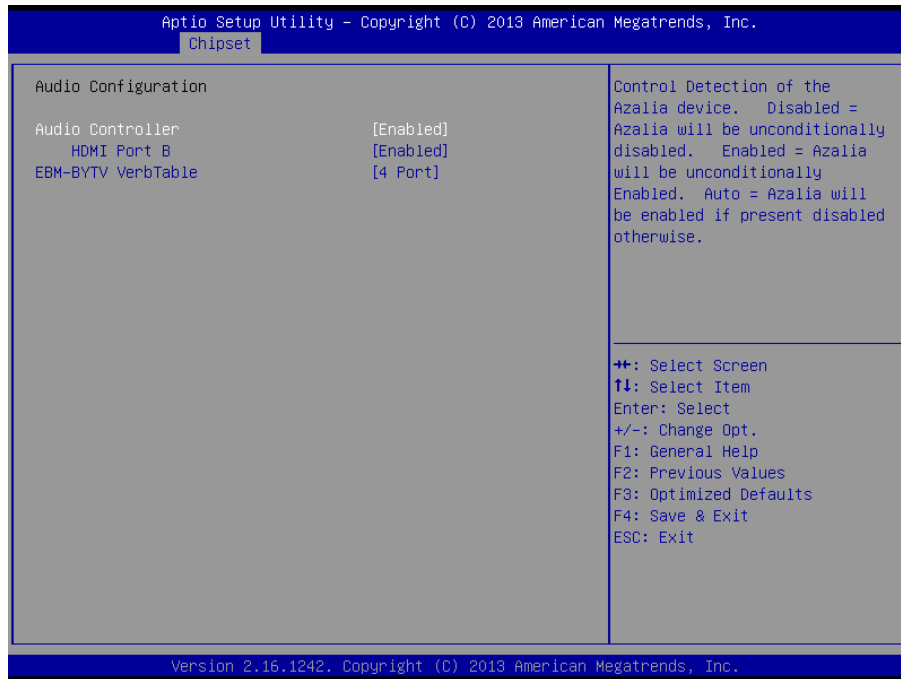 Aptio Setup Utility – Copyright (C) 2013 American Megatrends, Inc.
Chipset
Audio Configuration
Audio Controller [Enabled]
HDMI Port B [Enabled]
EBM-BYTV VerbTable [4 Port]
Control Detection of the
Azalia device. Disabled =
Azalia will be unconditionally
disabled. Enabled = Azalia
will be unconditionally
Enabled. Auto = Azalia will
be enabled if present disabled
otherwise.
→←: Select Screen
↑↓: Select Item
Enter: Select
+/-: Change Opt.
F1: General Help
F2: Previous Values
F3: Optimized Defaults
F4: Save & Exit
ESC: Exit
Version 2.16.1242. Copyright (C) 2013 American Megatrends, Inc.